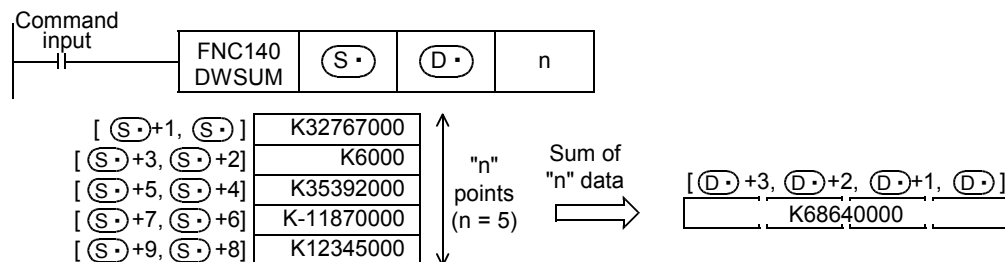 Command
input
FNC140
DWSUM
S·
D·
n
[ S·+1, S· ] K32767000
[ S·+3, S·+2] K6000
[ S·+5, S·+4] K35392000
[ S·+7, S·+6] K-11870000
[ S·+9, S·+8] K12345000
"n"
points
(n = 5)
Sum of
"n" data
[ D·+3, D·+2, D·+1, D· ]
K68640000